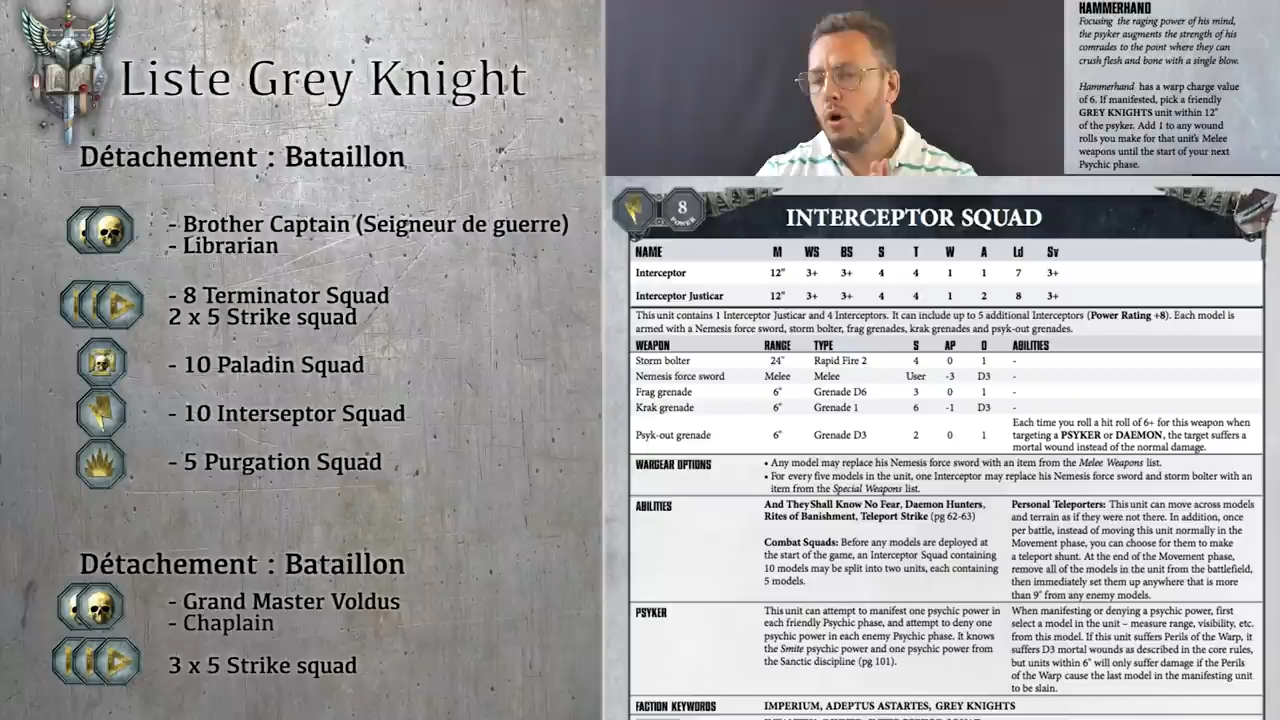 Liste Grey Knight
Détachement : Bataillon
- Brother Captain (Seigneur de guerre)
- Librarian
- 8 Terminator Squad
2 x 5 Strike squad
- 10 Paladin Squad
- 10 Interseptor Squad
- 5 Purgation Squad
Détachement : Bataillon
- Grand Master Voldus
- Chaplain
3 x 5 Strike squad
HAMMERHAND
Focusing the raging power of his mind,
the psyker augments the strength of his
comrades to the point where they can
crush flesh and bone with a single blow.
Hammerhand has a warp charge value
of 6. If manifested, pick a friendly
GREY KNIGHTS unit within 12"
of the psyker. Add 1 to any wound
rolls you make for that unit's Melee
weapons until the start of your next
Psychic phase.
8
POWER
INTERCEPTOR SQUAD
NAME M WS BS S T W A Ld Sv
Interceptor 12" 3+ 3+ 4 4 1 1 7 3+
Interceptor Justicar 12" 3+ 3+ 4 4 1 2 8 3+
This unit contains 1 Interceptor Justicar and 4 Interceptors. It can include up to 5 additional Interceptors (Power Rating +8). Each model is
armed with a Nemesis force sword, storm bolter, frag grenades, krak grenades and psyk-out grenades.
WEAPON RANGE TYPE S AP D ABILITIES
Storm bolter 24" Rapid Fire 2 4 0 1 -
Nemesis force sword Melee Melee User -3 D3 -
Frag grenade 6" Grenade D6 3 0 1 -
Krak grenade 6" Grenade 1 6 -1 D3 -
Psyk-out grenade 6" Grenade D3 2 0 1 Each time you roll a hit roll of 6+ for this weapon when
targeting a PSYKER or DAEMON, the target suffers a
mortal wound instead of the normal damage.
WARGEAR OPTIONS
• Any model may replace his Nemesis force sword with an item from the Melee Weapons list.
• For every five models in the unit, one Interceptor may replace his Nemesis force sword and storm bolter with an
item from the Special Weapons list.
ABILITIES
And They Shall Know No Fear, Daemon Hunters,
Rites of Banishment, Teleport Strike (pg 62-63)
Combat Squads: Before any models are deployed at
the start of the game, an Interceptor Squad containing
10 models may be split into two units, each containing
5 models.
Personal Teleporters: This unit can move across models
and terrain as if they were not there. In addition, once
per battle, instead of moving this unit normally in the
Movement phase, you can choose for them to make
a teleport shunt. At the end of the Movement phase,
remove all of the models in the unit from the battlefield,
then immediately set them up anywhere that is more
than 9" from any enemy models.
PSYKER
This unit can attempt to manifest one psychic power in
each friendly Psychic phase, and attempt to deny one
psychic power in each enemy Psychic phase. It knows
the Smite psychic power and one psychic power from
the Sanctic discipline (pg 101).
When manifesting or denying a psychic power, first
select a model in the unit – measure range, visibility, etc.
from this model. If this unit suffers Perils of the Warp, it
suffers D3 mortal wounds as described in the core rules,
but units within 6" will only suffer damage if the Perils
of the Warp cause the last model in the manifesting unit
to be slain.
FACTION KEYWORDS IMPERIUM, ADEPTUS ASTARTES, GREY KNIGHTS